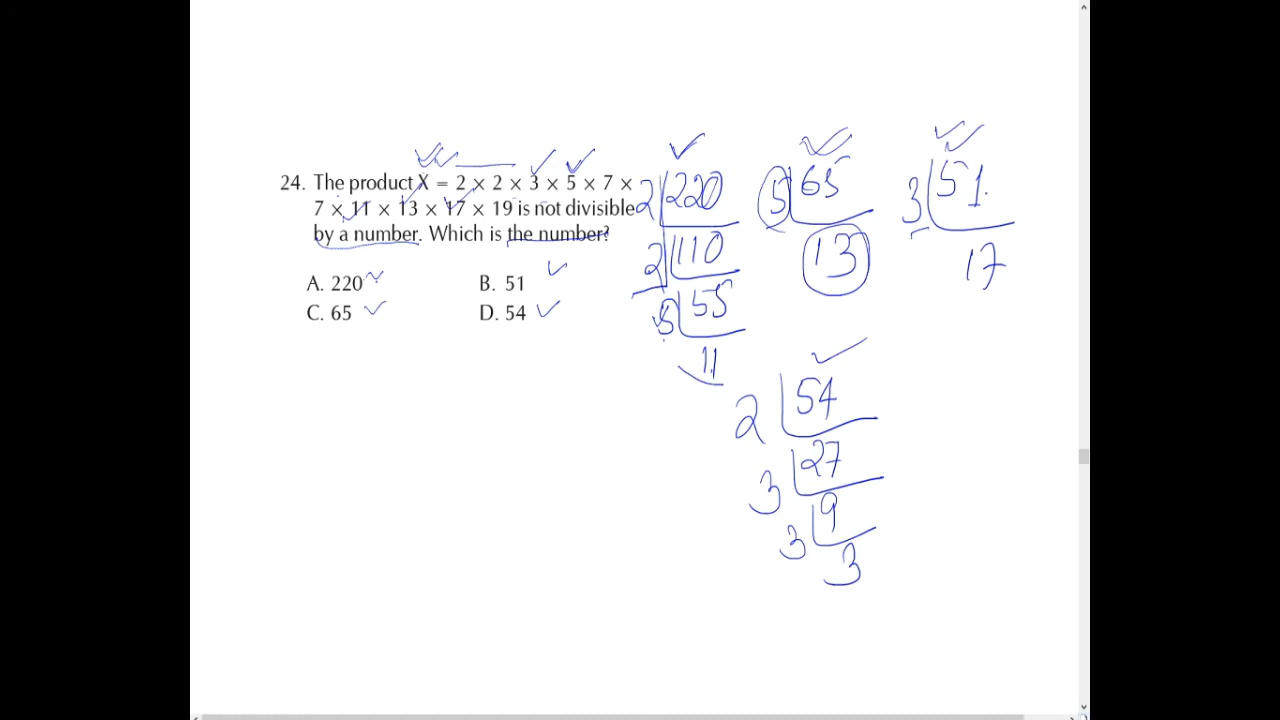 24. The product X = 2 × 2 × 3 × 5 × 7 ×
7 × 11 × 13 × 17 × 19 is not divisible
by a number. Which is the number?
A. 220
B. 51
C. 65
D. 54
2 220
2 110
5 55
11
5 65
13
3 51
17
2 54
3 27
3 9
3